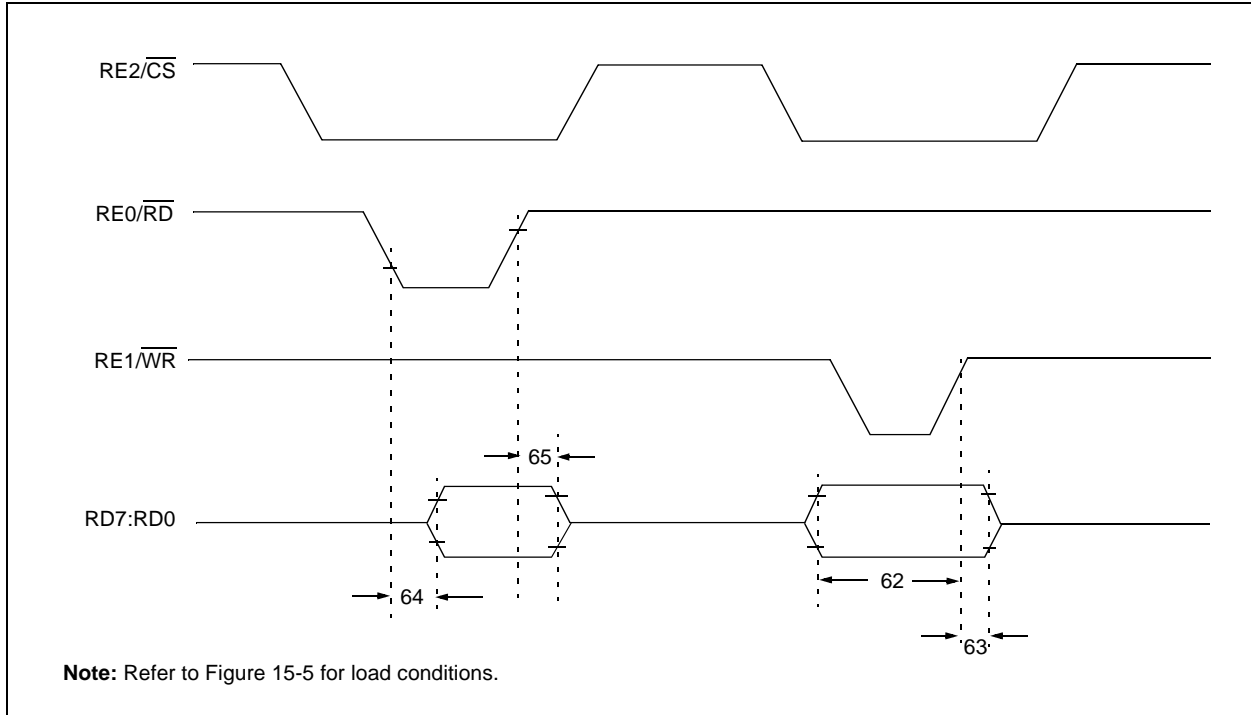 RE2/CS
RE0/RD
RE1/WR
65
RD7:RD0
62
64
63
Note: Refer to Figure 15-5 for load conditions.